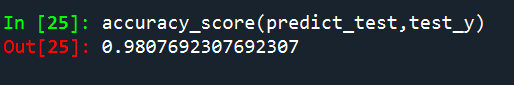 In [25]: accuracy_score(predict_test,test_y)
Out[25]: 0.9807692307692307